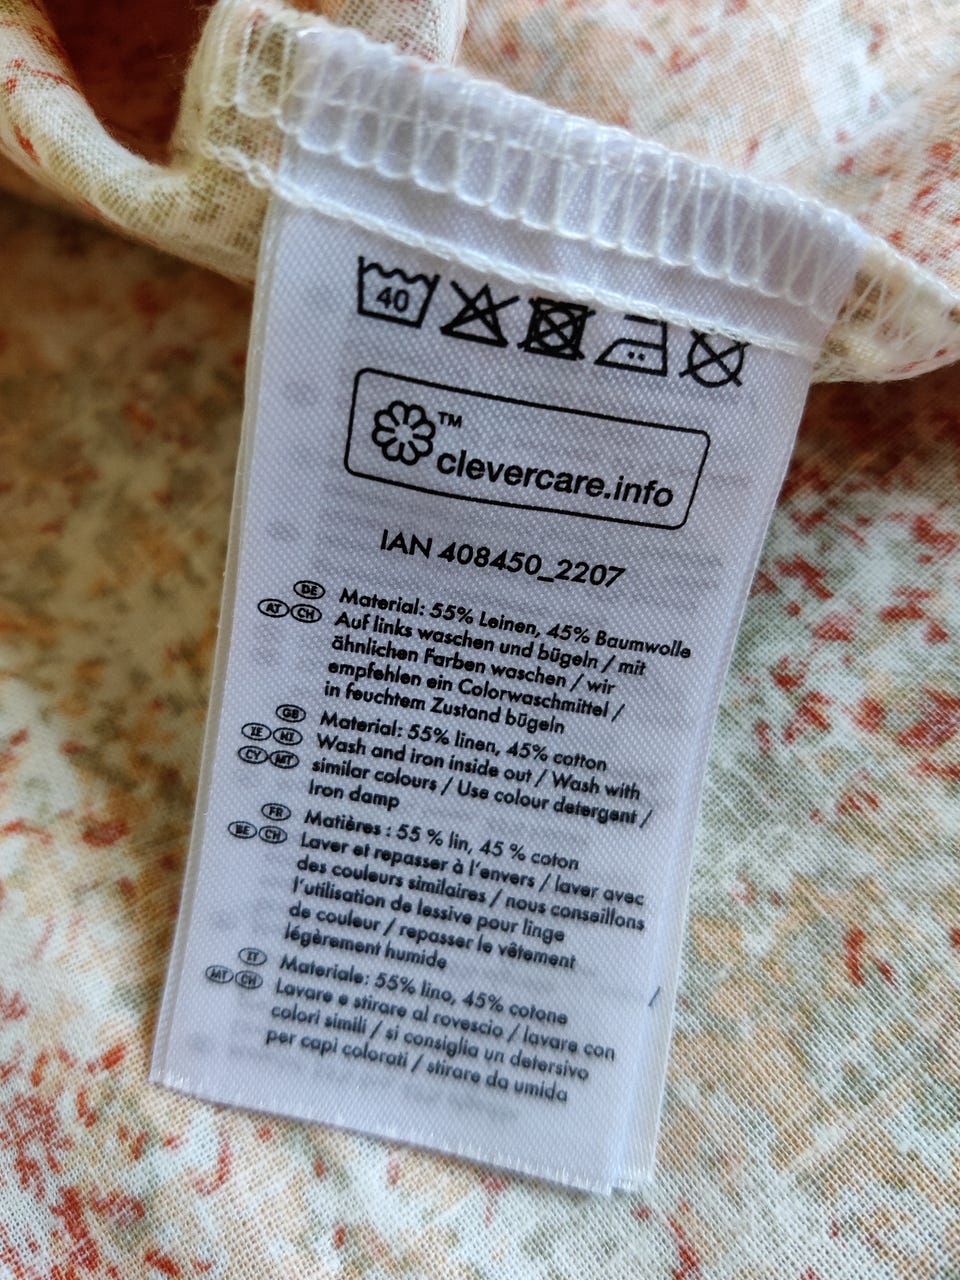 40
™
clevercare.info
IAN 408450_2207
DE Material: 55% Leinen, 45% Baumwolle
AT CH Auf links waschen und bügeln / mit
ähnlichen Farben waschen / wir
empfehlen ein Colorwaschmittel /
in feuchtem Zustand bügeln
GB Material: 55% linen, 45% cotton
IE NI Wash and iron inside out / Wash with
CY MT similar colours / Use colour detergent /
Iron damp
FR Matières : 55 % lin, 45 % coton
BE CH Laver et repasser à l'envers / laver avec
des couleurs similaires / nous conseillons
l'utilisation de lessive pour linge
de couleur / repasser le vêtement
légèrement humide
IT Materiale: 55% lino, 45% cotone
MT CH Lavare e stirare al rovescio / lavare con
colori simili / si consiglia un detersivo
per capi colorati / stirare da umida